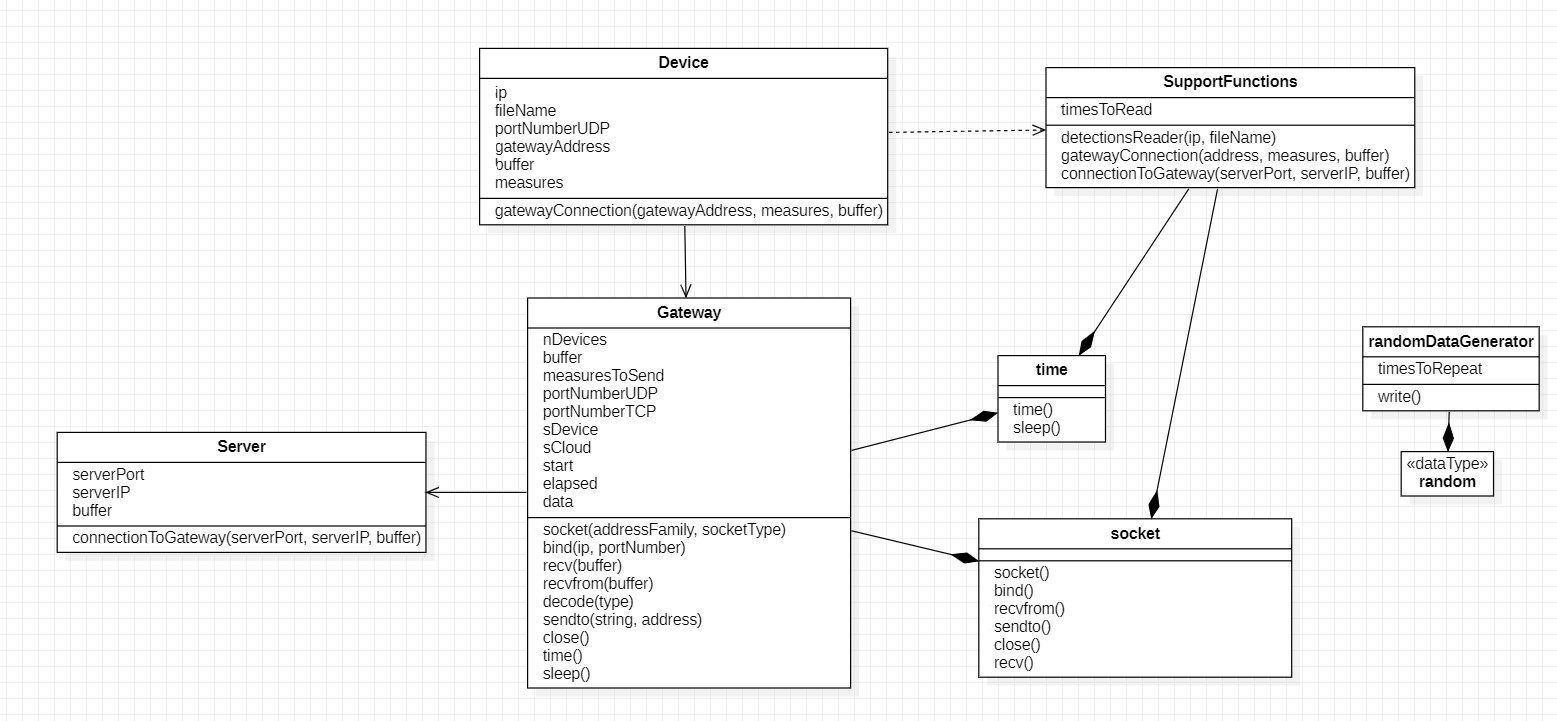 Device
ip
fileName
portNumberUDP
gatewayAddress
buffer
measures
gatewayConnection(gatewayAddress, measures, buffer)
SupportFunctions
timesToRead
detectionsReader(ip, fileName)
gatewayConnection(address, measures, buffer)
connectionToGateway(serverPort, serverIP, buffer)
Gateway
nDevices
buffer
measuresToSend
portNumberUDP
portNumberTCP
sDevice
sCloud
start
elapsed
data
socket(addressFamily, socketType)
bind(ip, portNumber)
recv(buffer)
recvfrom(buffer)
decode(type)
sendto(string, address)
close()
time()
sleep()
time
time()
sleep()
randomDataGenerator
timesToRepeat
write()
«dataType»
random
Server
serverPort
serverIP
buffer
connectionToGateway(serverPort, serverIP, buffer)
socket
socket()
bind()
recvfrom()
sendto()
close()
recv()